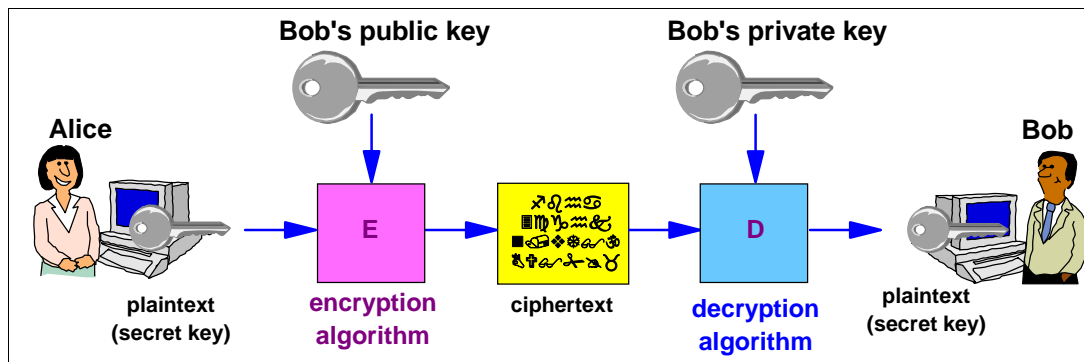 Bob's public key
Bob's private key
Alice
Bob
E
D
plaintext
(secret key)
encryption
algorithm
ciphertext
decryption
algorithm
plaintext
(secret key)